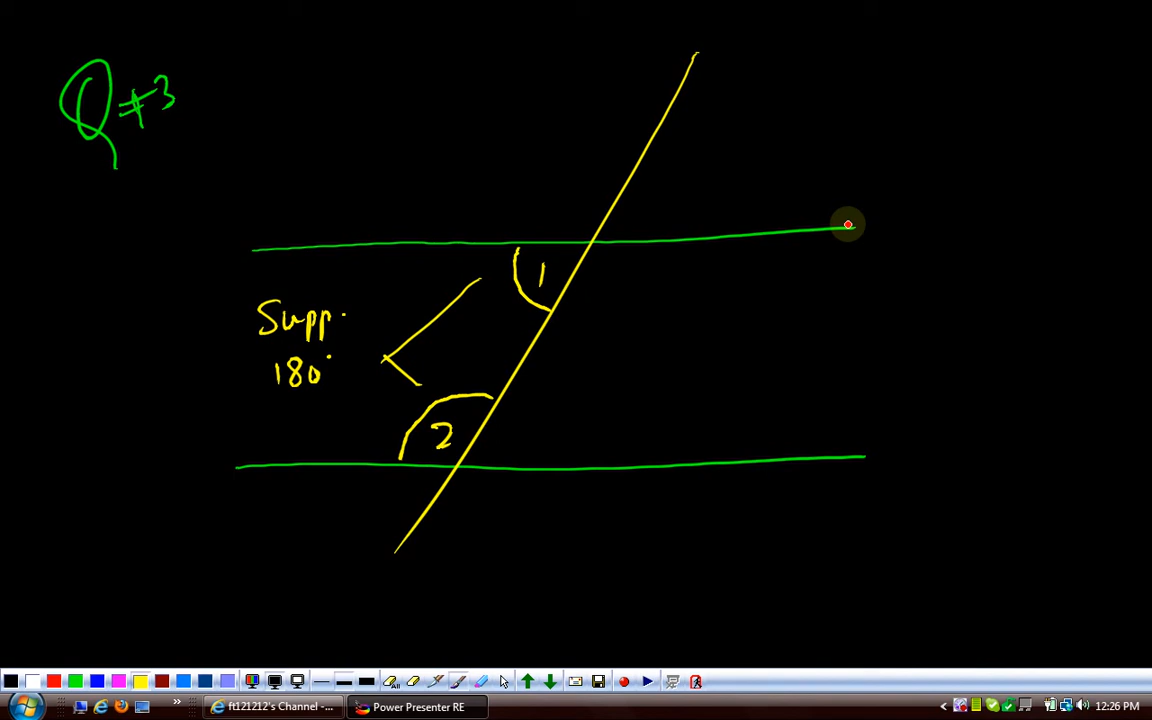 Q #3
1
Supp.
180°
2
ft121212's Channel -...
Power Presenter RE
12:26 PM